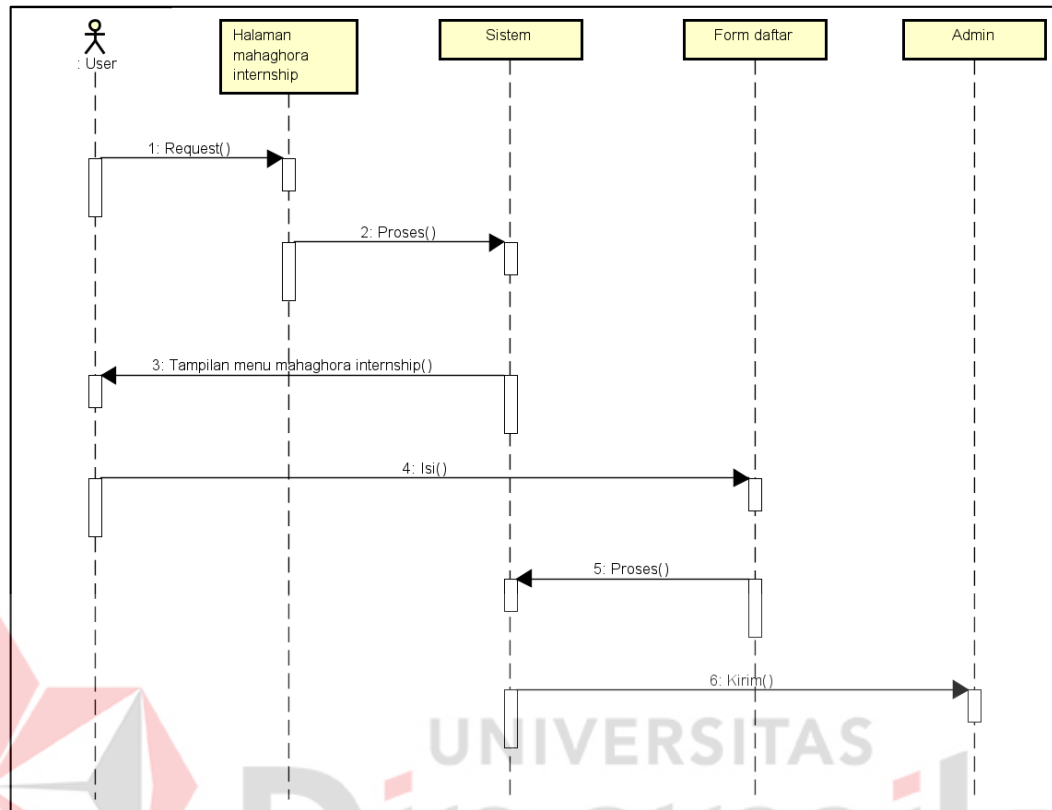 : User
Halaman
mahaghora
internship
Sistem
Form daftar
Admin
1: Request()
2: Proses()
3: Tampilan menu mahaghora internship()
4: Isi()
5: Proses()
6: Kirim()
UNIVERSITAS